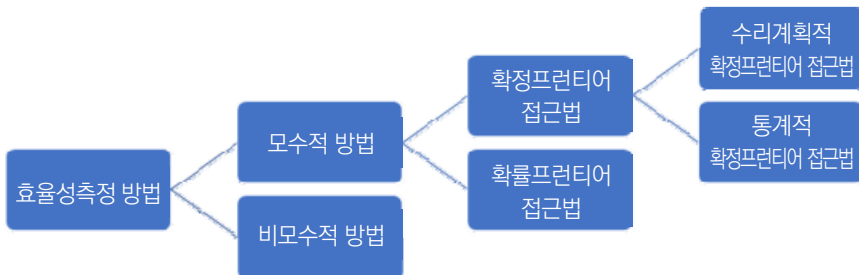 효율성측정 방법
모수적 방법
비모수적 방법
확정프런티어
접근법
확률프런티어
접근법
수리계획적
확정프런티어 접근법
통계적
확정프런티어 접근법